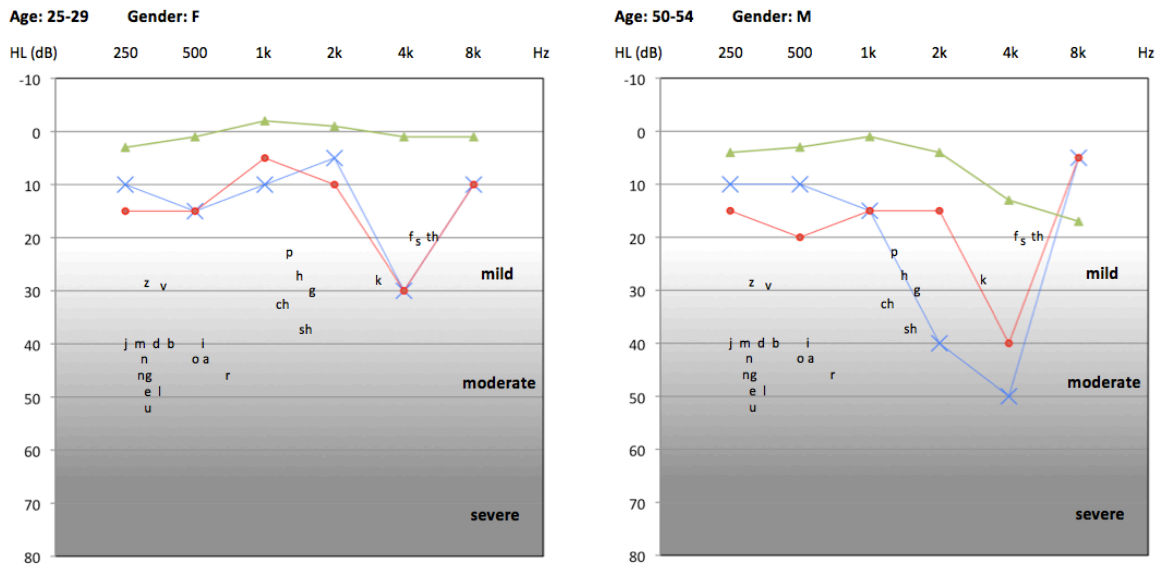 Age: 25-29 Gender: F
HL (dB) 250 500 1k 2k 4k 8k Hz
-10
0
10
20
f s th
p
mild
h
k
z v
g
30
ch
sh
40
j m d b i
n o a
moderate
ng r
e l
50
u
60
70
severe
80
Age: 50-54 Gender: M
HL (dB) 250 500 1k 2k 4k 8k Hz
-10
0
10
20
f s th
p
mild
h
k
z v
g
30
ch
sh
40
j m d b i
n o a
moderate
ng r
e l
50
u
60
70
severe
80